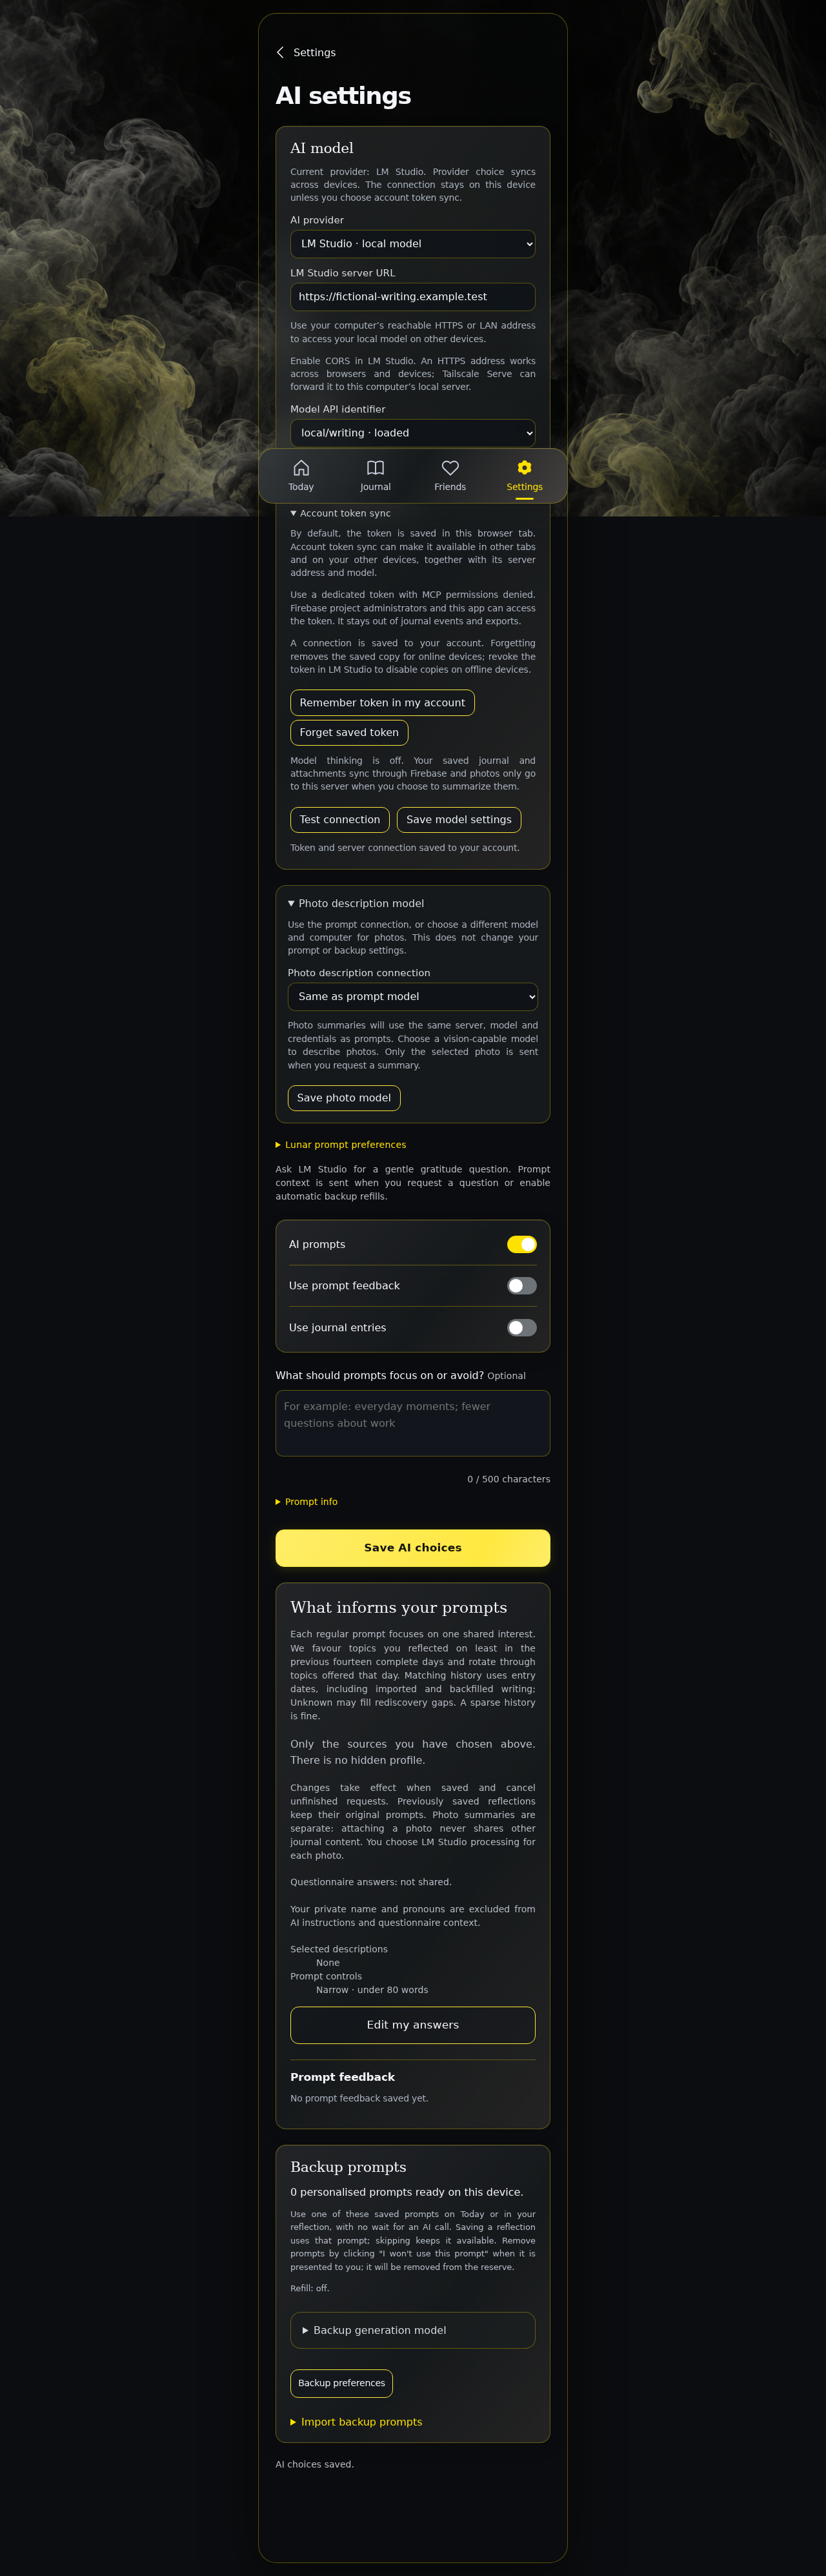 Settings
AI settings
AI model
Current provider: LM Studio. Provider choice syncs
across devices. The connection stays on this device
unless you choose account token sync.
AI provider
LM Studio · local model
LM Studio server URL
https://fictional-writing.example.test
Use your computer’s reachable HTTPS or LAN address
to access your local model on other devices.
Enable CORS in LM Studio. An HTTPS address works
across browsers and devices; Tailscale Serve can
forward it to this computer’s local server.
Model API identifier
local/writing · loaded
Today
Journal
Friends
Settings
Account token sync
By default, the token is saved in this browser tab.
Account token sync can make it available in other tabs
and on your other devices, together with its server
address and model.
Use a dedicated token with MCP permissions denied.
Firebase project administrators and this app can access
the token. It stays out of journal events and exports.
A connection is saved to your account. Forgetting
removes the saved copy for online devices; revoke the
token in LM Studio to disable copies on offline devices.
Remember token in my account
Forget saved token
Model thinking is off. Your saved journal and
attachments sync through Firebase and photos only go
to this server when you choose to summarize them.
Test connection
Save model settings
Token and server connection saved to your account.
Photo description model
Use the prompt connection, or choose a different model
and computer for photos. This does not change your
prompt or backup settings.
Photo description connection
Same as prompt model
Photo summaries will use the same server, model and
credentials as prompts. Choose a vision-capable model
to describe photos. Only the selected photo is sent
when you request a summary.
Save photo model
Lunar prompt preferences
Ask LM Studio for a gentle gratitude question. Prompt
context is sent when you request a question or enable
automatic backup refills.
AI prompts
Use prompt feedback
Use journal entries
What should prompts focus on or avoid? Optional
For example: everyday moments; fewer
questions about work
0 / 500 characters
Prompt info
Save AI choices
What informs your prompts
Each regular prompt focuses on one shared interest.
We favour topics you reflected on least in the
previous fourteen complete days and rotate through
topics offered that day. Matching history uses entry
dates, including imported and backfilled writing;
Unknown may fill rediscovery gaps. A sparse history
is fine.
Only the sources you have chosen above.
There is no hidden profile.
Changes take effect when saved and cancel
unfinished requests. Previously saved reflections
keep their original prompts. Photo summaries are
separate: attaching a photo never shares other
journal content. You choose LM Studio processing for
each photo.
Questionnaire answers: not shared.
Your private name and pronouns are excluded from
AI instructions and questionnaire context.
Selected descriptions
None
Prompt controls
Narrow · under 80 words
Edit my answers
Prompt feedback
No prompt feedback saved yet.
Backup prompts
0 personalised prompts ready on this device.
Use one of these saved prompts on Today or in your
reflection, with no wait for an AI call. Saving a reflection
uses that prompt; skipping keeps it available. Remove
prompts by clicking "I won't use this prompt" when it is
presented to you; it will be removed from the reserve.
Refill: off.
Backup generation model
Backup preferences
Import backup prompts
AI choices saved.